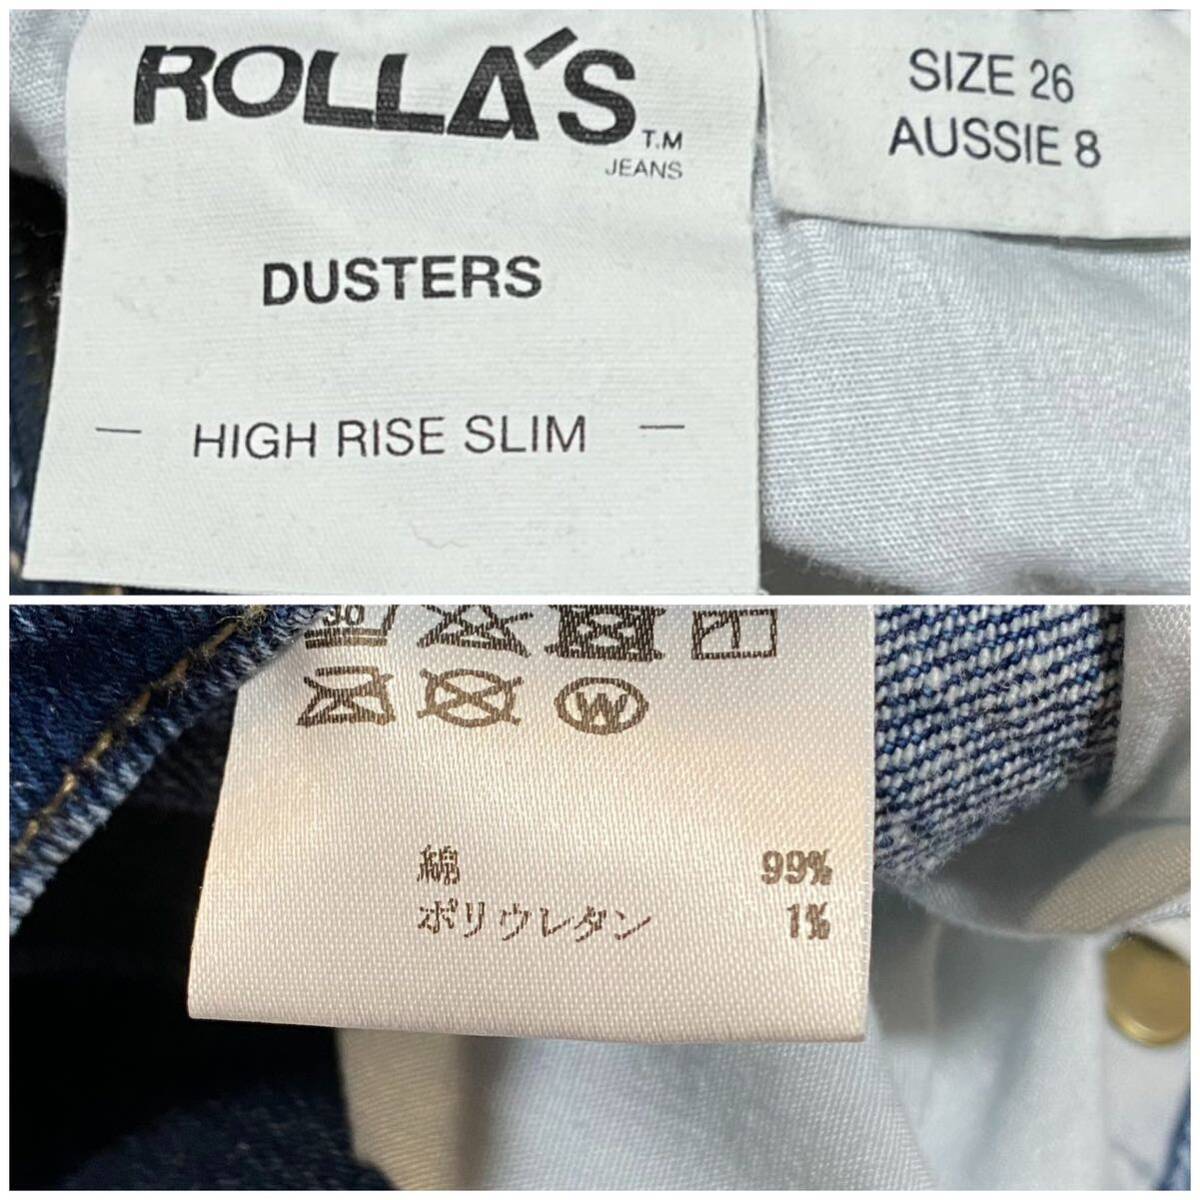 ROLLA'S
T.M
JEANS
DUSTERS
— HIGH RISE SLIM —
SIZE 26
AUSSIE 8
30
W
綿 99%
ポリウレタン 1%